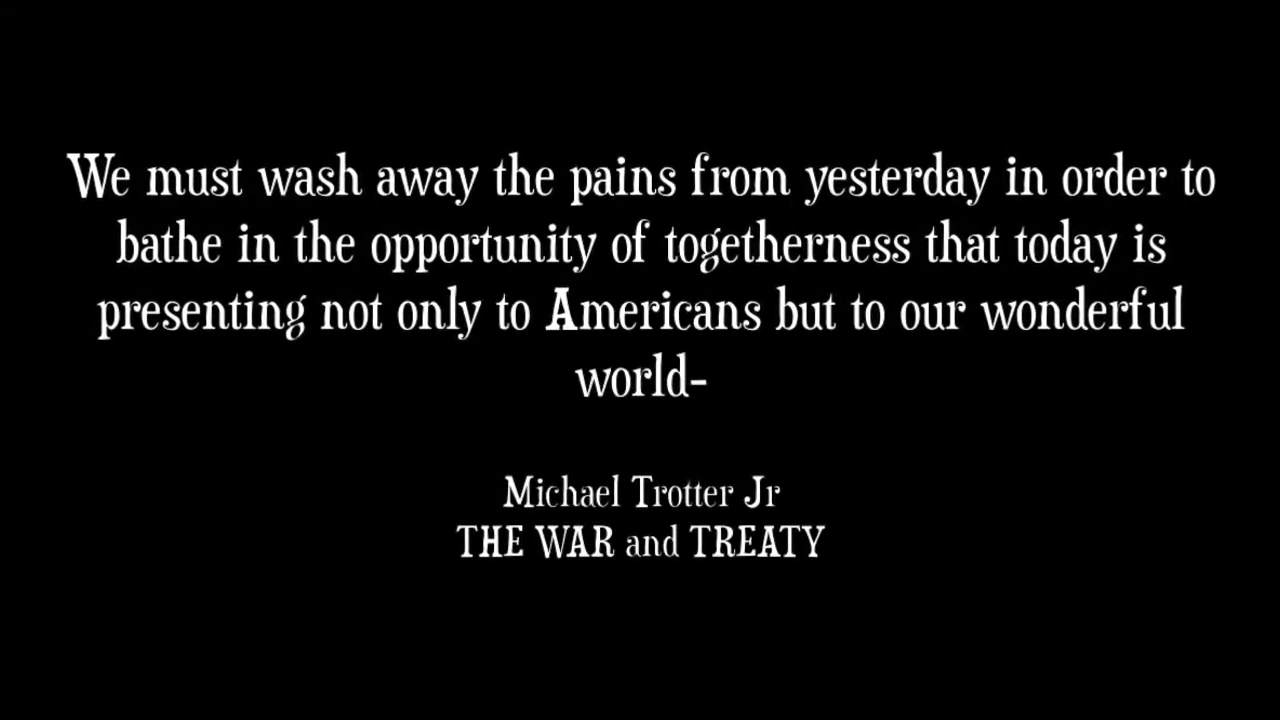 We must wash away the pains from yesterday in order to
bathe in the opportunity of togetherness that today is
presenting not only to Americans but to our wonderful
world-
Michael Trotter Jr
THE WAR and TREATY